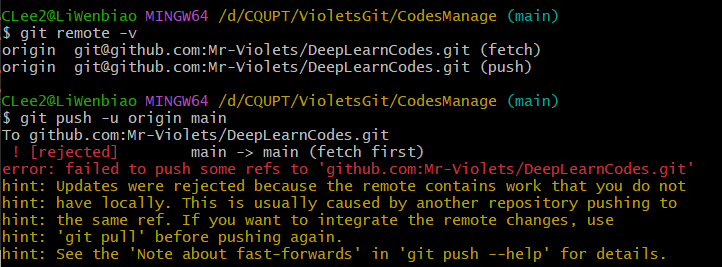 CLee2@LiWenbiao MINGW64 /d/CQUPT/VioletsGit/CodesManage (main)
$ git remote -v
origin  git@github.com:Mr-Violets/DeepLearnCodes.git (fetch)
origin  git@github.com:Mr-Violets/DeepLearnCodes.git (push)
CLee2@LiWenbiao MINGW64 /d/CQUPT/VioletsGit/CodesManage (main)
$ git push -u origin main
To github.com:Mr-Violets/DeepLearnCodes.git
 ! [rejected]        main -> main (fetch first)
error: failed to push some refs to 'github.com:Mr-Violets/DeepLearnCodes.git'
hint: Updates were rejected because the remote contains work that you do not
hint: have locally. This is usually caused by another repository pushing to
hint: the same ref. If you want to integrate the remote changes, use
hint: 'git pull' before pushing again.
hint: See the 'Note about fast-forwards' in 'git push --help' for details.